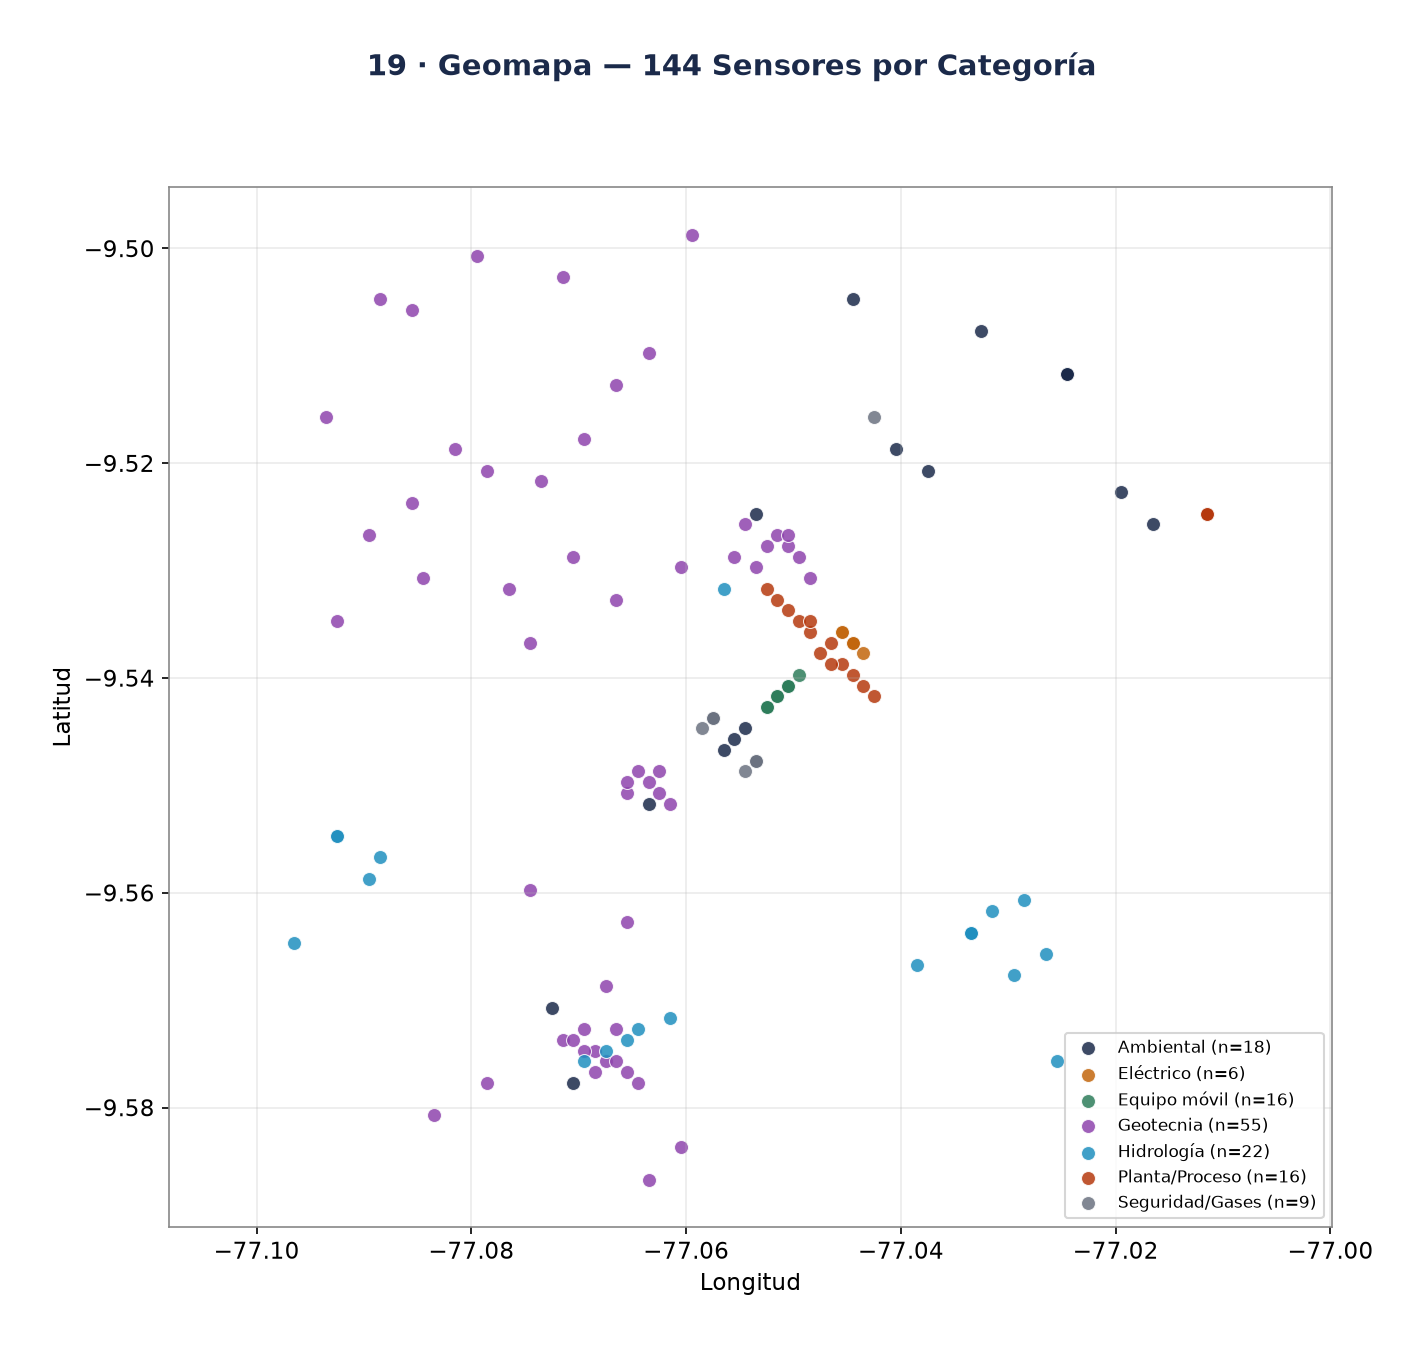 19 · Geomapa — 144 Sensores por Categoría
−9.50
−9.52
−9.54
−9.56
−9.58
Latitud
Ambiental (n=18)
Eléctrico (n=6)
Equipo móvil (n=16)
Geotecnia (n=55)
Hidrología (n=22)
Planta/Proceso (n=16)
Seguridad/Gases (n=9)
−77.10
−77.08
−77.06
−77.04
−77.02
−77.00
Longitud